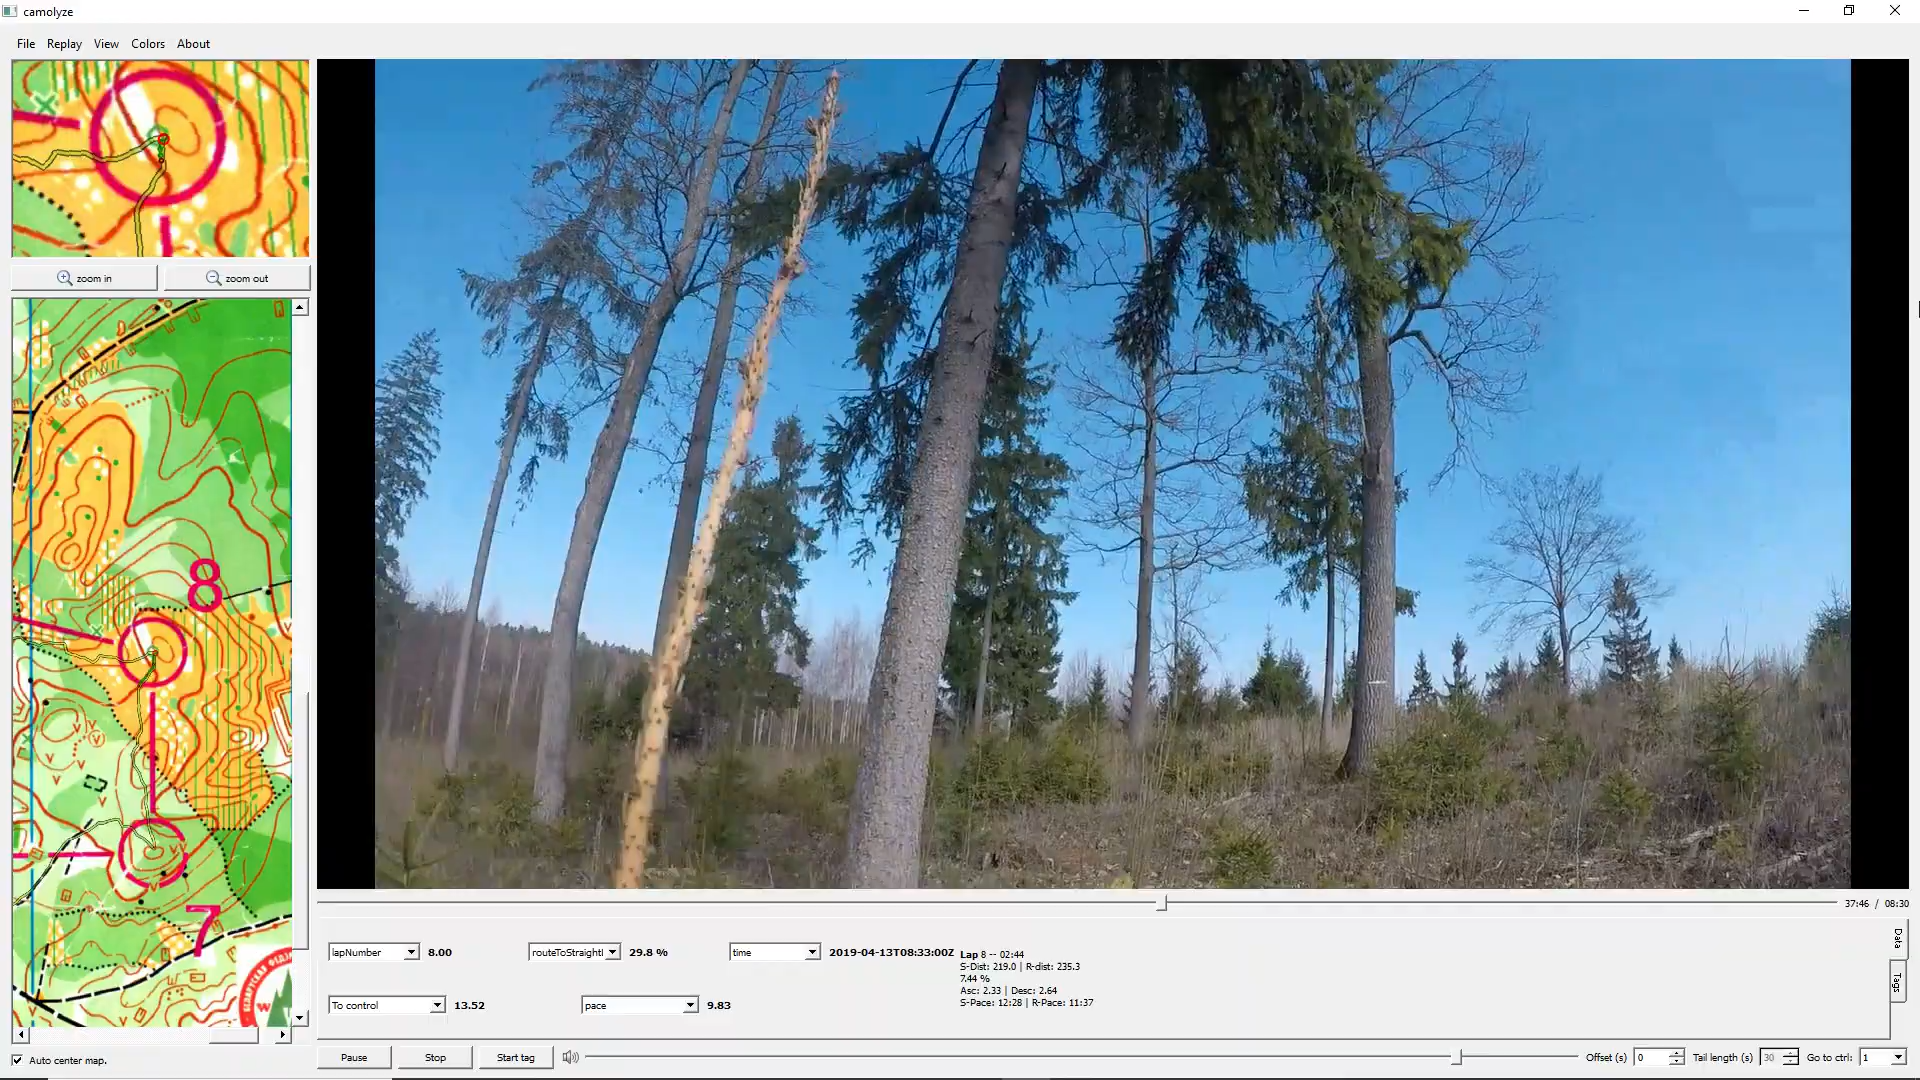 camolyze
File Replay View Colors About
zoom in zoom out
8
7
37:46 / 08:30
lapNumber 8.00 routeToStraightl 29.8 % time 2019-04-13T08:33:00Z
To control 13.52 pace 9.83
Lap 8 -- 02:44
S-Dist: 219.0 | R-dist: 235.3
7.44 %
Asc: 2.33 | Desc: 2.64
S-Pace: 12:28 | R-Pace: 11:37
Data
Tags
Auto center map.
Pause Stop Start tag Offset (s) 0 Tail length (s) 30 Go to ctrl: 1